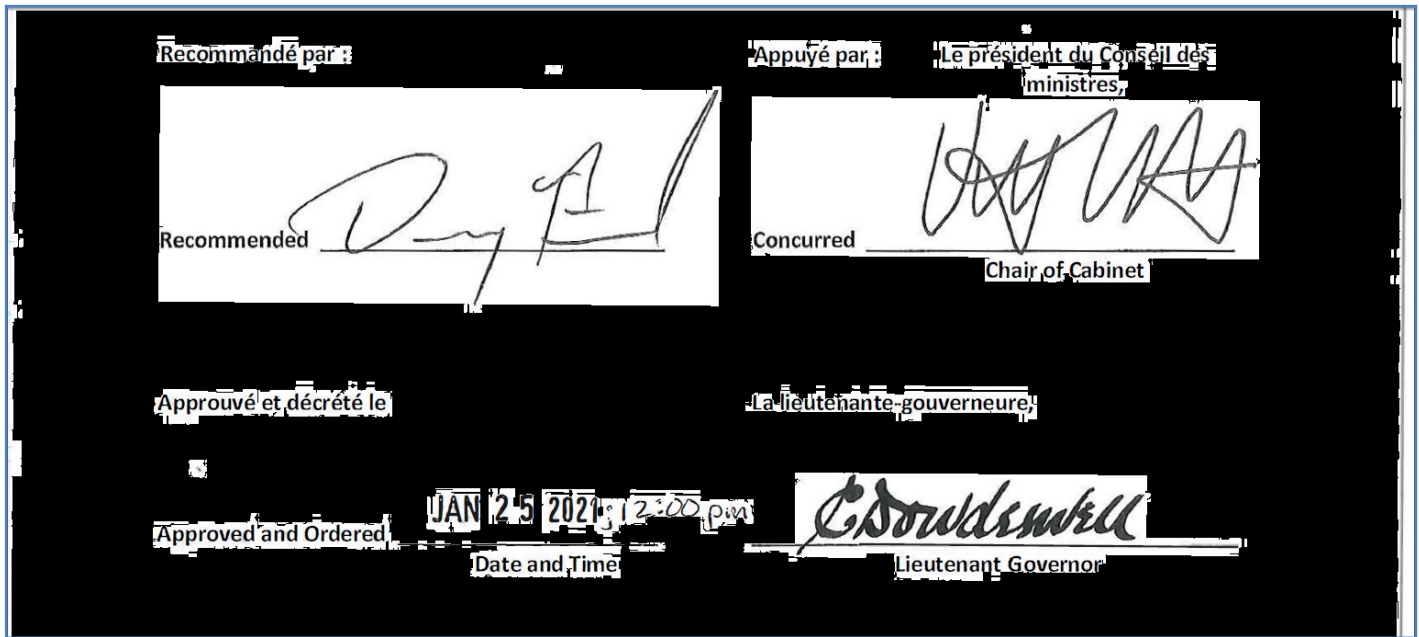 Recommandé par :
Appuyé par : Le président du Conseil des
ministres,
Recommended
Concurred
Chair of Cabinet
Approuvé et décrété le
La lieutenante-gouverneure,
Approved and Ordered JAN 25 2021; 12:00 pm
C. Dowdeswell
Date and Time
Lieutenant Governor